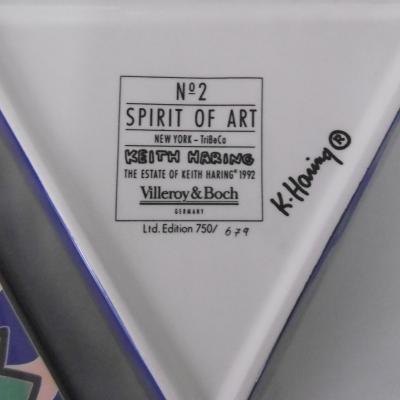 Nº2
SPIRIT OF ART
NEW YORK – TriBeCo
KEITH HARING
THE ESTATE OF KEITH HARING® 1992
Villeroy & Boch
GERMANY
Ltd. Edition 750/ 679
K. Haring ®